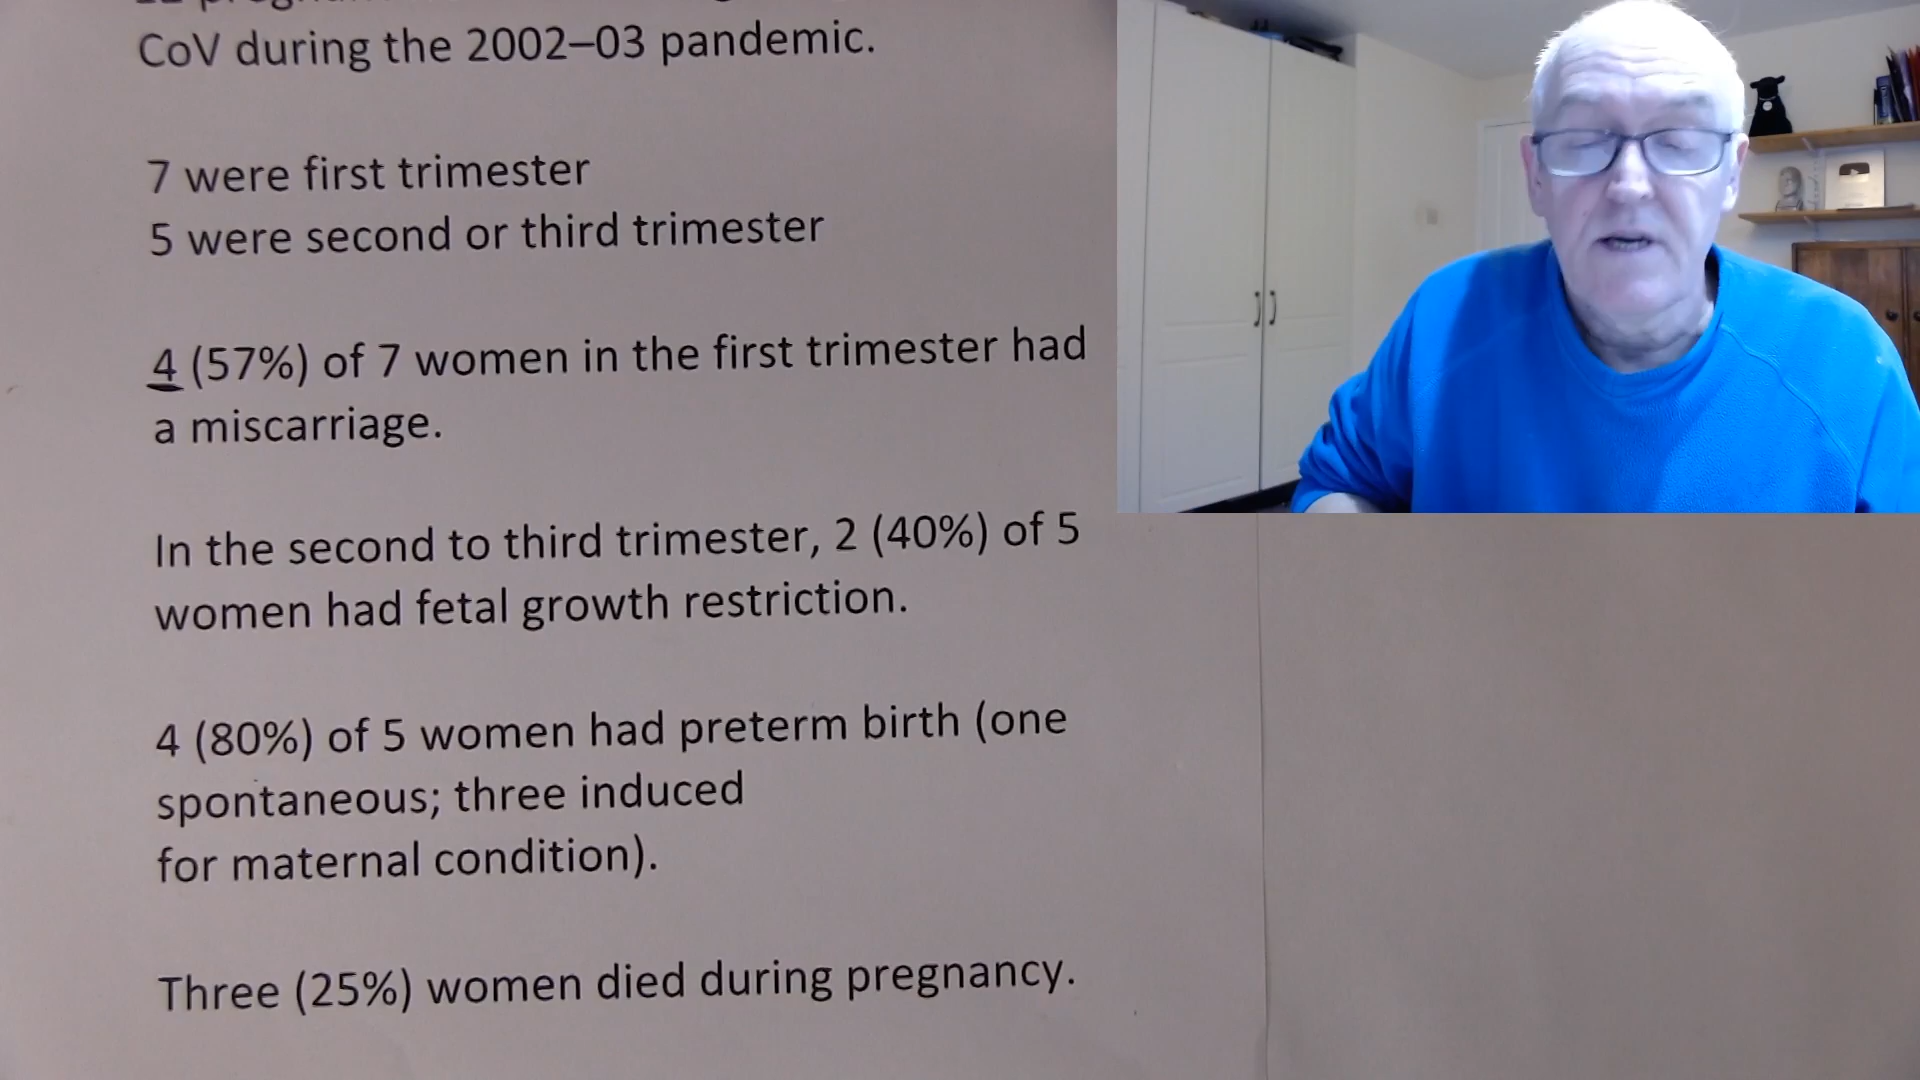 CoV during the 2002–03 pandemic.
7 were first trimester
5 were second or third trimester
4 (57%) of 7 women in the first trimester had
a miscarriage.
In the second to third trimester, 2 (40%) of 5
women had fetal growth restriction.
4 (80%) of 5 women had preterm birth (one
spontaneous; three induced
for maternal condition).
Three (25%) women died during pregnancy.